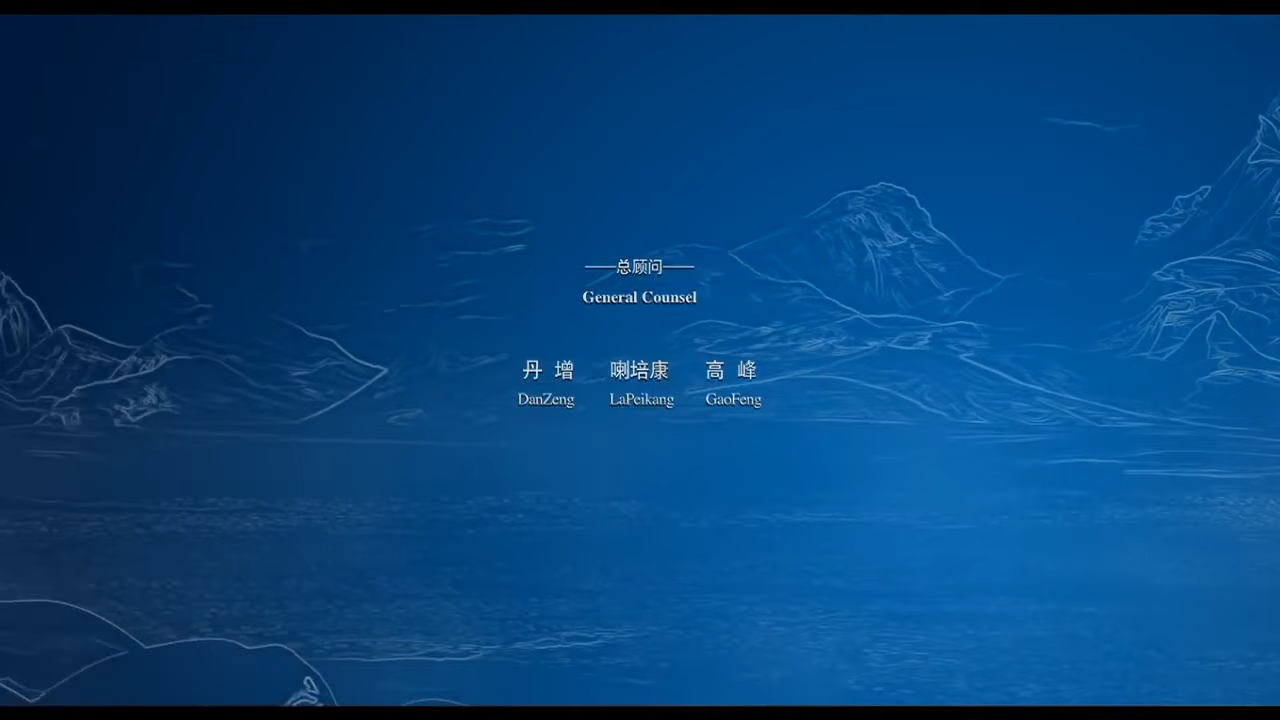 ——总顾问——
General Counsel
丹 增 喇培康 高 峰
DanZeng LaPeikang GaoFeng